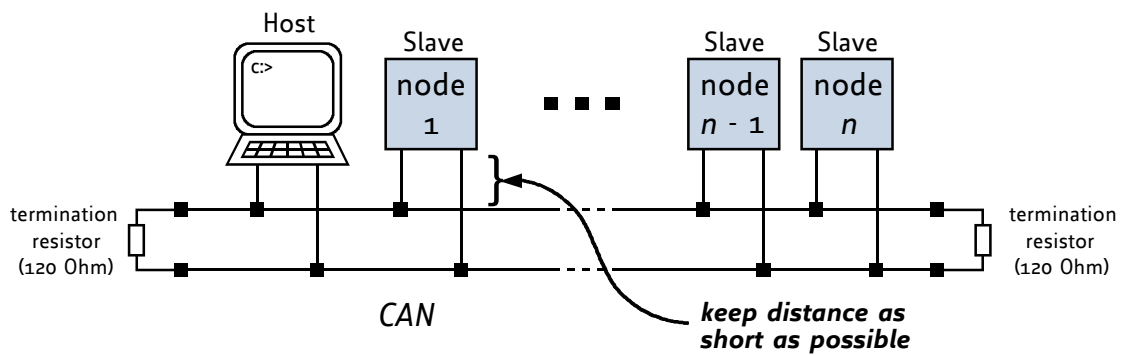 Host
Slave
Slave
Slave
C:>
node
1
node
n - 1
node
n
termination
resistor
(120 Ohm)
termination
resistor
(120 Ohm)
CAN
keep distance as
short as possible